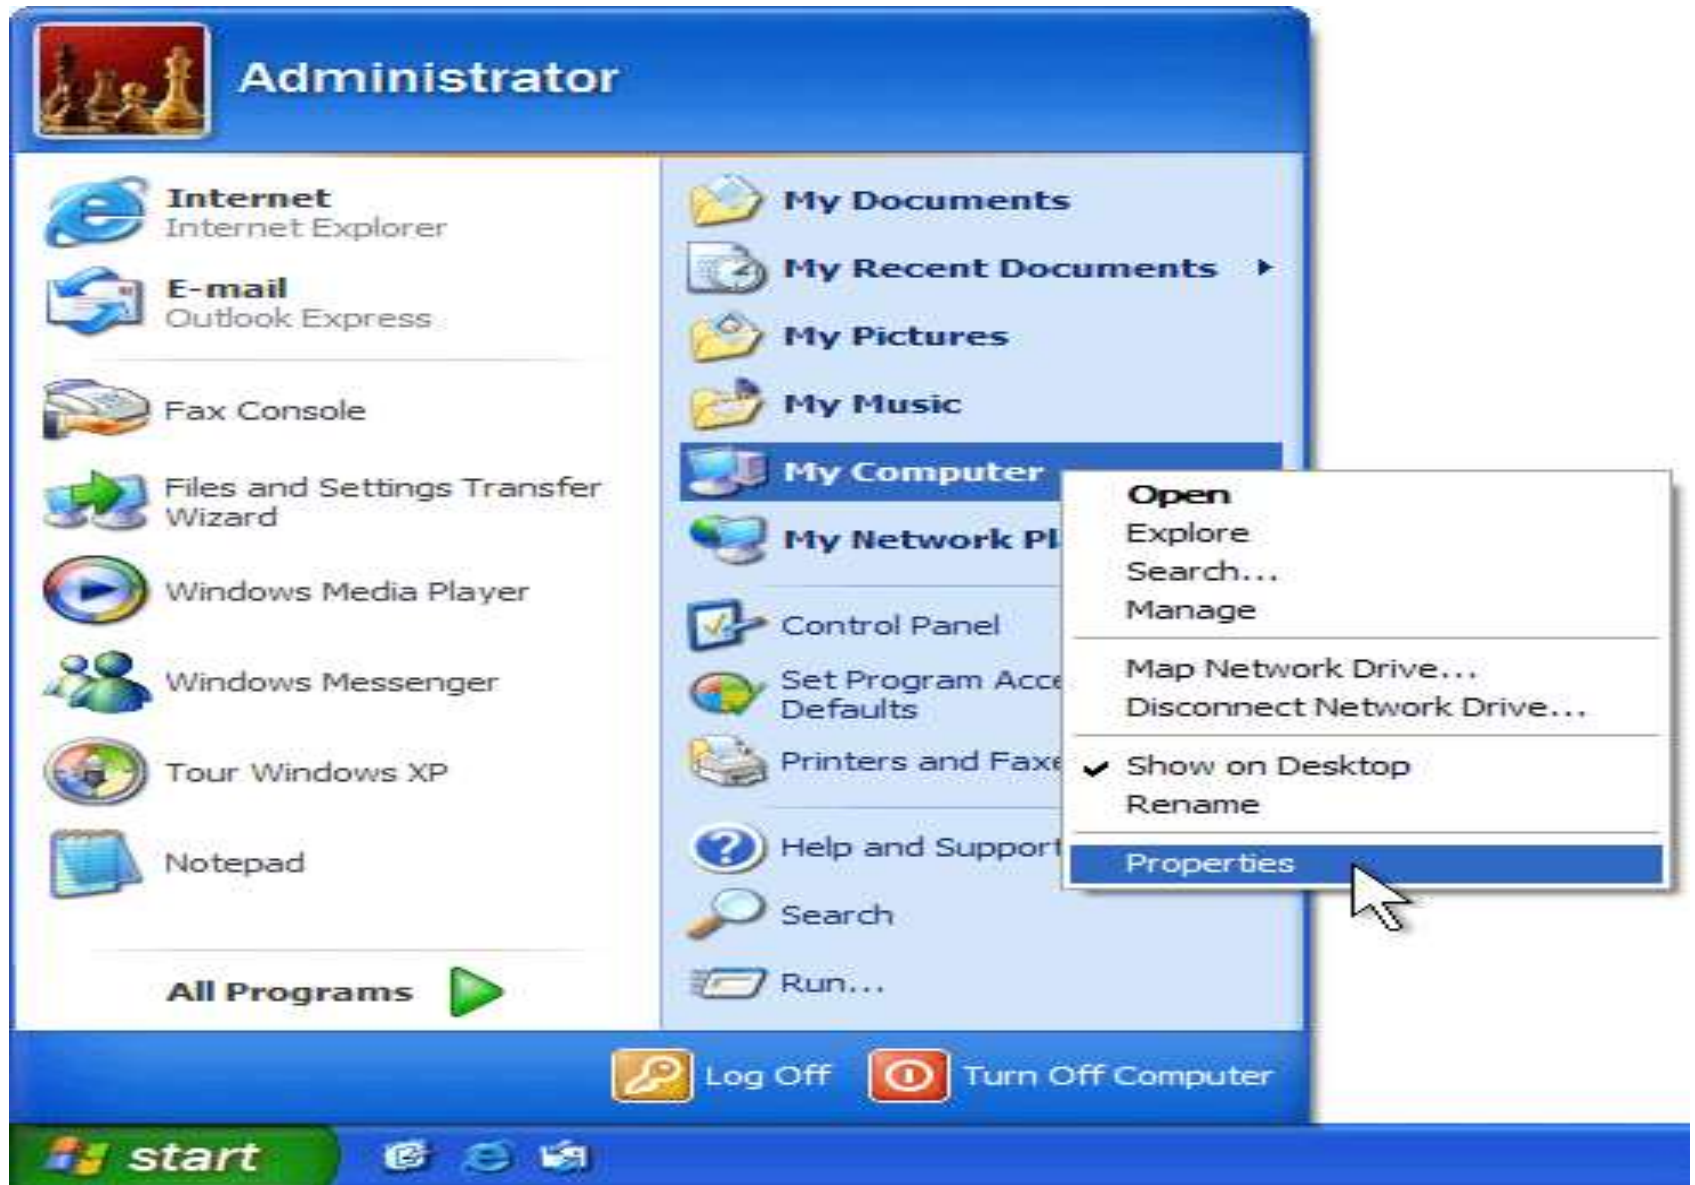 Administrator
Internet
Internet Explorer
E-mail
Outlook Express
Fax Console
Files and Settings Transfer
Wizard
Windows Media Player
Windows Messenger
Tour Windows XP
Notepad
All Programs
My Documents
My Recent Documents
My Pictures
My Music
My Computer
My Network Pl
Control Panel
Set Program Acce
Defaults
Printers and Faxe
Help and Support
Search
Run...
Open
Explore
Search...
Manage
Map Network Drive...
Disconnect Network Drive...
Show on Desktop
Rename
Properties
Log Off
Turn Off Computer
start